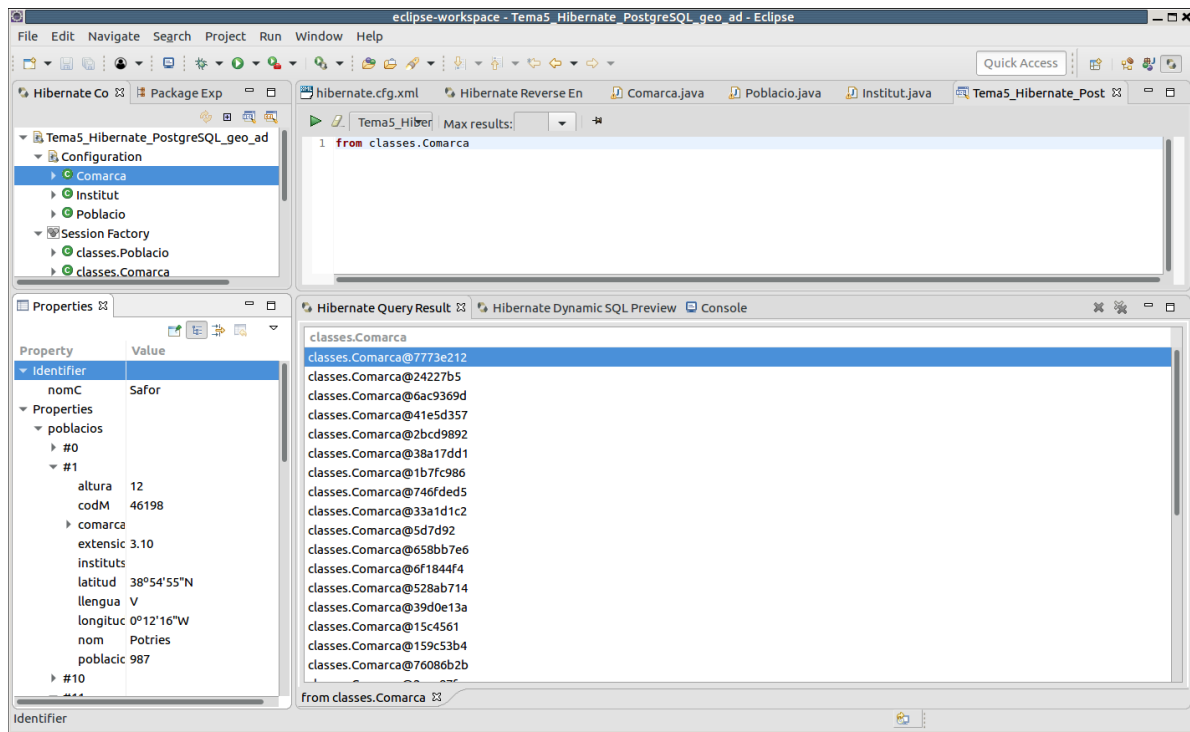 eclipse-workspace - Tema5_Hibernate_PostgreSQL_geo_ad - Eclipse
File Edit Navigate Search Project Run Window Help
Quick Access
Hibernate Co
Package Exp
Tema5_Hibernate_PostgreSQL_geo_ad
Configuration
Comarca
Institut
Poblacio
Session Factory
classes.Poblacio
classes.Comarca
hibernate.cfg.xml
Hibernate Reverse En
Comarca.java
Poblacio.java
Institut.java
Tema5_Hibernate_Post
Tema5_Hiber
Max results:
1 from classes.Comarca
Properties
Property Value
Identifier
nomC Safor
Properties
poblacios
#0
#1
altura 12
codM 46198
comarca
extensic 3.10
instituts
latitud 38º54'55"N
llengua V
longituc 0º12'16"W
nom Potries
poblacic 987
#10
#11
Hibernate Query Result
Hibernate Dynamic SQL Preview
Console
classes.Comarca
classes.Comarca@7773e212
classes.Comarca@24227b5
classes.Comarca@6ac9369d
classes.Comarca@41e5d357
classes.Comarca@2bcd9892
classes.Comarca@38a17dd1
classes.Comarca@1b7fc986
classes.Comarca@746fded5
classes.Comarca@33a1d1c2
classes.Comarca@5d7d92
classes.Comarca@658bb7e6
classes.Comarca@6f1844f4
classes.Comarca@528ab714
classes.Comarca@39d0e13a
classes.Comarca@15c4561
classes.Comarca@159c53b4
classes.Comarca@76086b2b
from classes.Comarca
Identifier